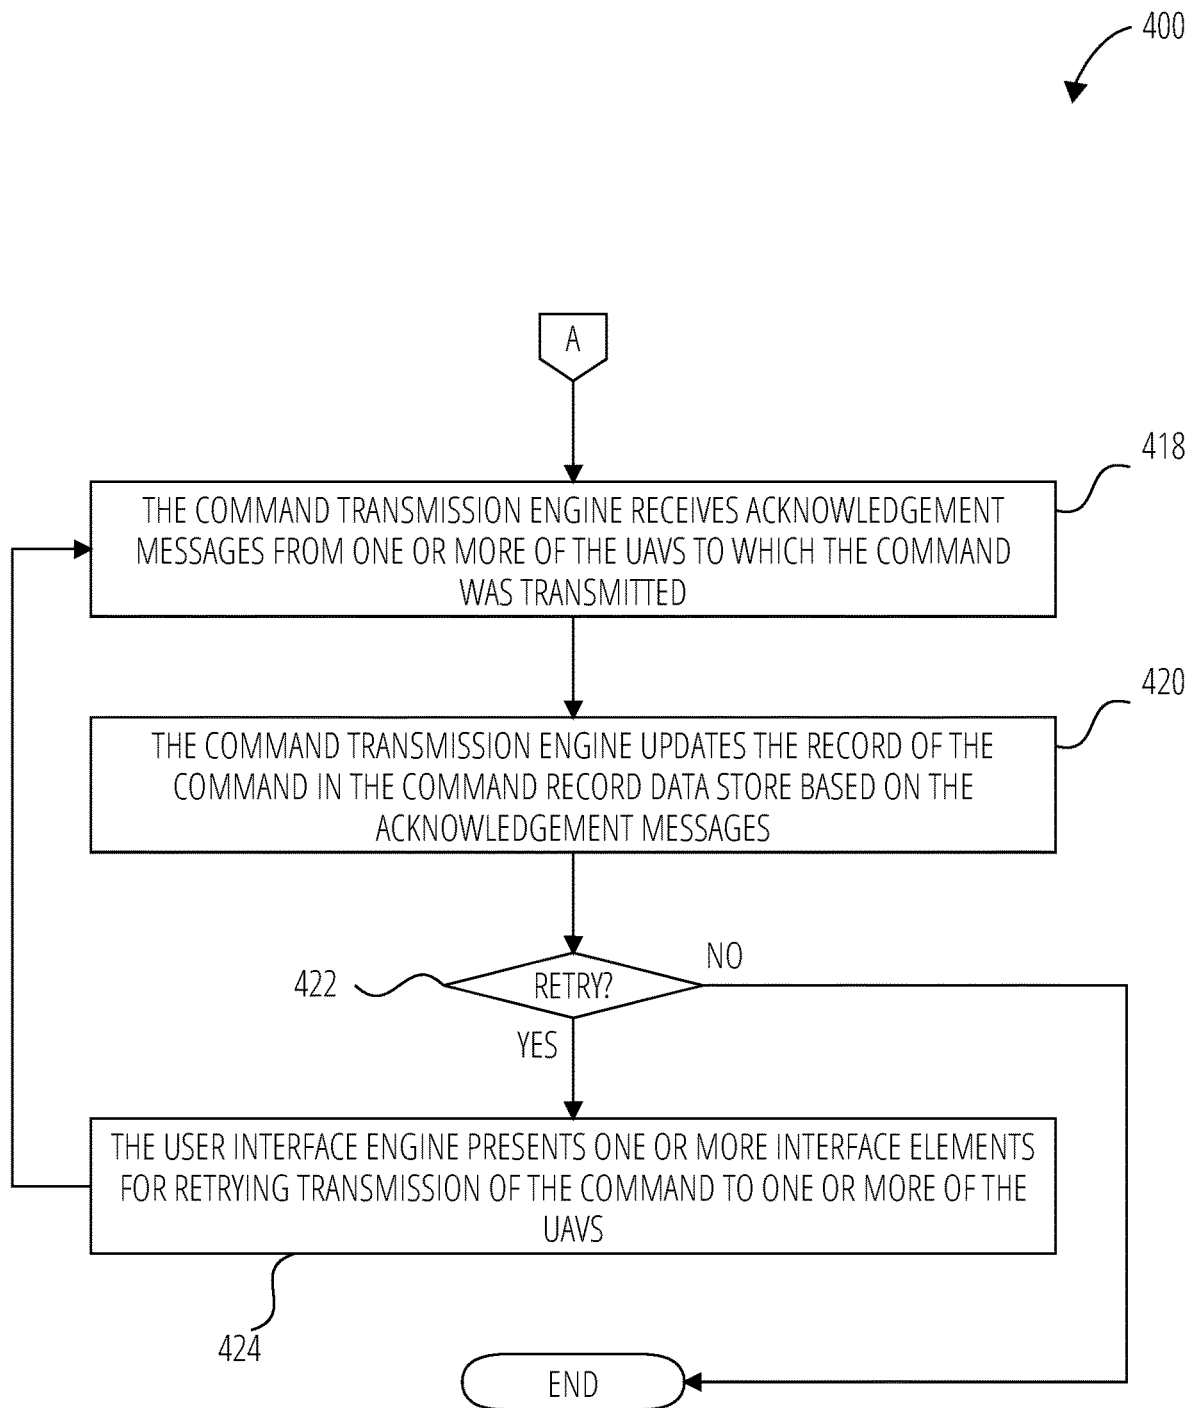 400
A
418
THE COMMAND TRANSMISSION ENGINE RECEIVES ACKNOWLEDGEMENT
MESSAGES FROM ONE OR MORE OF THE UAVS TO WHICH THE COMMAND
WAS TRANSMITTED
420
THE COMMAND TRANSMISSION ENGINE UPDATES THE RECORD OF THE
COMMAND IN THE COMMAND RECORD DATA STORE BASED ON THE
ACKNOWLEDGEMENT MESSAGES
NO
422
RETRY?
YES
THE USER INTERFACE ENGINE PRESENTS ONE OR MORE INTERFACE ELEMENTS
FOR RETRYING TRANSMISSION OF THE COMMAND TO ONE OR MORE OF THE
UAVS
424
END